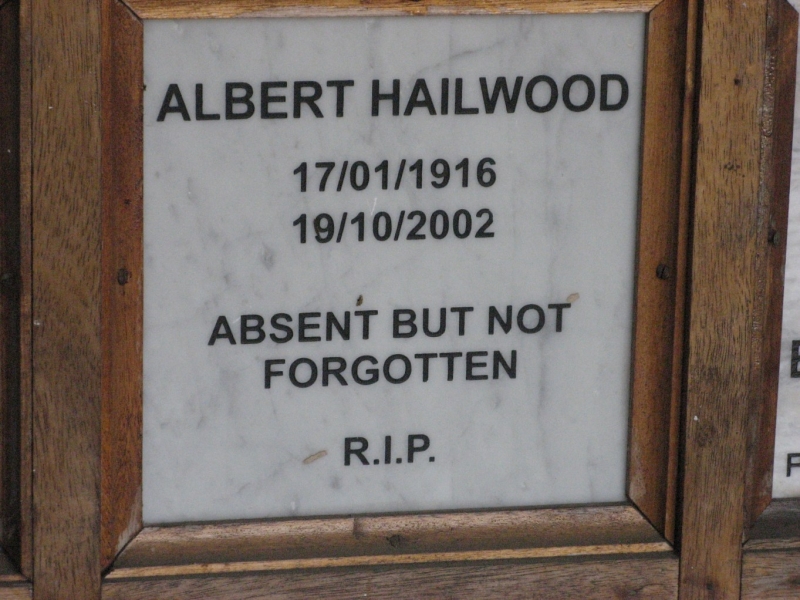 ALBERT HAILWOOD
17/01/1916
19/10/2002
ABSENT BUT NOT
FORGOTTEN
R.I.P.